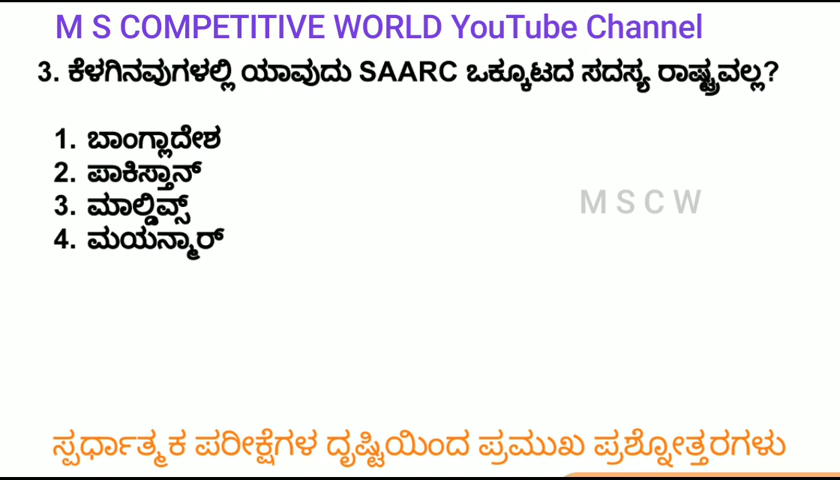 M S COMPETITIVE WORLD YouTube Channel
3. ಕೆಳಗಿನವುಗಳಲ್ಲಿ ಯಾವುದು SAARC ಒಕ್ಕೂಟದ ಸದಸ್ಯ ರಾಷ್ಟ್ರವಲ್ಲ?
1. ಬಾಂಗ್ಲಾದೇಶ
2. ಪಾಕಿಸ್ತಾನ್
3. ಮಾಲ್ಡಿವ್ಸ್
4. ಮಯನ್ಮಾರ್
M S C W
ಸ್ಪರ್ಧಾತ್ಮಕ ಪರೀಕ್ಷೆಗಳ ದೃಷ್ಟಿಯಿಂದ ಪ್ರಮುಖ ಪ್ರಶ್ನೋತ್ತರಗಳು